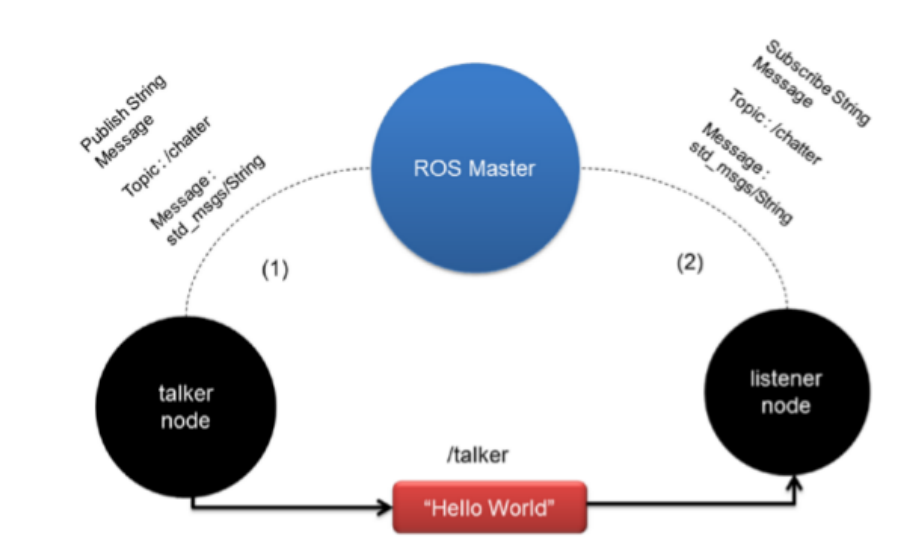 Publish String
Message
Topic : /chatter
Message :
std_msgs/String
ROS Master
Subscribe String
Message
Topic : /chatter
Message :
std_msgs/String
(1)
(2)
talker
node
listener
node
/talker
“Hello World”